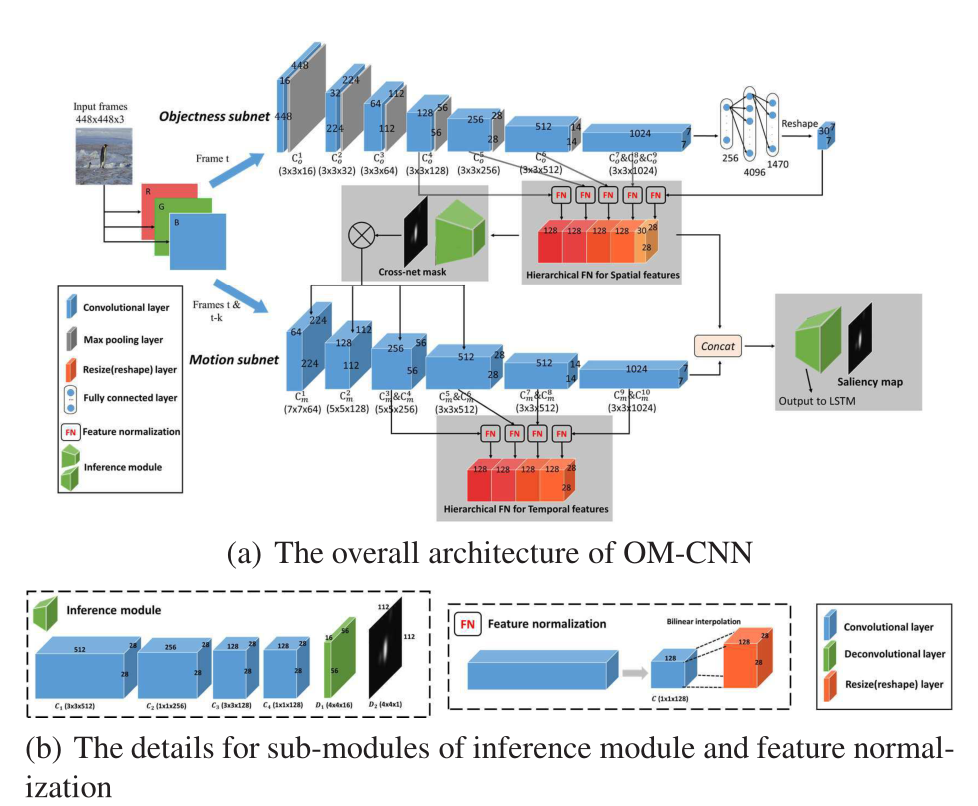 Input frames
448x448x3
R
G
B
Frame t
Frames t &
t-k
Objectness subnet
448
16
448
224
32
224
112
64
112
56
128
56
28
256
28
14
512
14
7
1024
7
C_o^1
(3x3x16)
C_o^2
(3x3x32)
C_o^3
(3x3x64)
C_o^4
(3x3x128)
C_o^5
(3x3x256)
C_o^6
(3x3x512)
C_o^7&C_o^8&C_o^9
(3x3x1024)
256
4096
1470
Reshape
30
7
7
FN
FN
FN
FN
FN
128
128
128
128
30
28
28
Hierarchical FN for Spatial features
Cross-net mask
Convolutional layer
Max pooling layer
Resize(reshape) layer
Fully connected layer
FN
Feature normalization
Inference module
Motion subnet
224
64
224
112
128
112
56
256
56
28
512
28
14
512
14
7
1024
7
C_m^1
(7x7x64)
C_m^2
(5x5x128)
C_m^3&C_m^4
(5x5x256)
C_m^5&C_m^6
(3x3x512)
C_m^7&C_m^8
(3x3x512)
C_m^9&C_m^10
(3x3x1024)
FN
FN
FN
FN
128
128
128
128
28
28
Hierarchical FN for Temporal features
Concat
Saliency map
Output to LSTM
(a) The overall architecture of OM-CNN
Inference module
512
28
28
256
28
28
128
28
28
128
28
28
16
56
56
112
112
C_1 (3x3x512)
C_2 (1x1x256)
C_3 (3x3x128)
C_4 (1x1x128)
D_1 (4x4x16)
D_2 (4x4x1)
FN
Feature normalization
Bilinear interpolation
128
C (1x1x128)
128
28
28
Convolutional layer
Deconvolutional layer
Resize(reshape) layer
(b) The details for sub-modules of inference module and feature normal-
ization